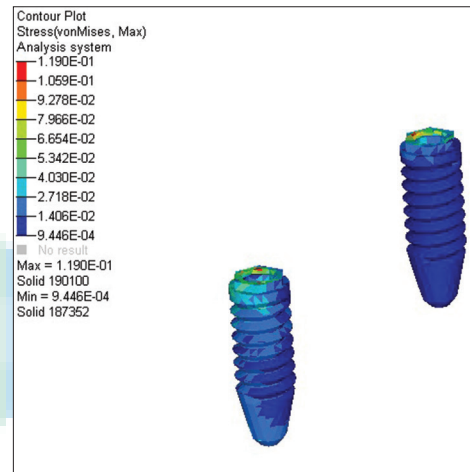 Contour Plot
Stress(vonMises, Max)
Analysis system
1.190E-01
1.059E-01
9.278E-02
7.966E-02
6.654E-02
5.342E-02
4.030E-02
2.718E-02
1.406E-02
9.446E-04
No result
Max = 1.190E-01
Solid 190100
Min = 9.446E-04
Solid 187352